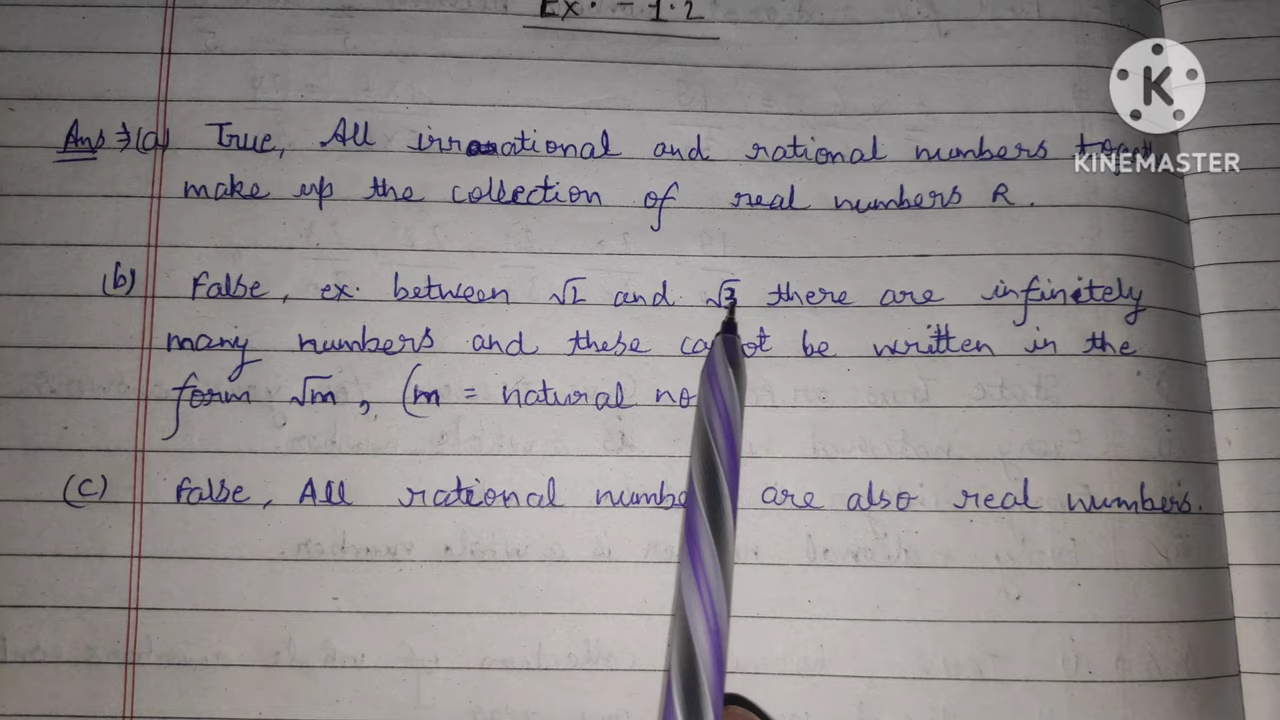 Ex. - 1.2
KINEMASTER
Ans → (a) True, All irrational and rational numbers
make up the collection of real numbers R.
(b) False, ex. between √2 and √3 there are infinitely
many numbers and these be written in the
form √m, (m = natural no
(c) False, All rational are also real numbers.